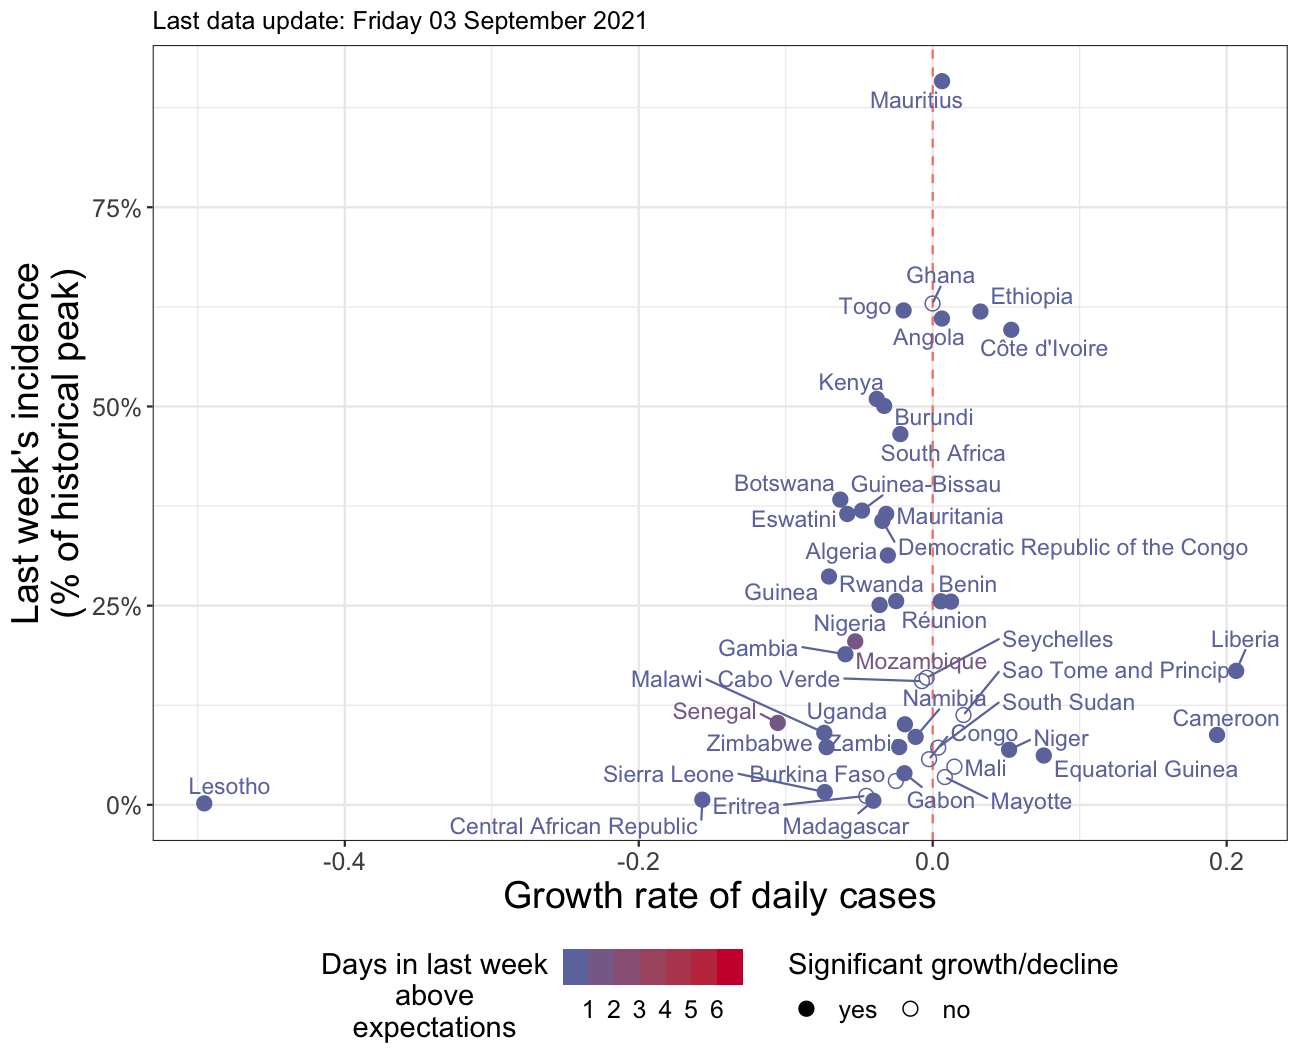 Last data update: Friday 03 September 2021
Last week's incidence
(% of historical peak)
75%
50%
25%
0%
Mauritius
Ghana
Togo
Ethiopia
Angola
Côte d'Ivoire
Kenya
Burundi
South Africa
Botswana
Guinea-Bissau
Eswatini
Mauritania
Algeria
Democratic Republic of the Congo
Guinea
Rwanda
Benin
Nigeria
Réunion
Gambia
Mozambique
Seychelles
Liberia
Malawi
Cabo Verde
Sao Tome and Princip
Senegal
Uganda
Namibia
South Sudan
Cameroon
Zimbabwe
Zambi
Congo
Niger
Sierra Leone
Burkina Faso
Mali
Equatorial Guinea
Lesotho
Eritrea
Gabon
Mayotte
Central African Republic
Madagascar
-0.4
-0.2
0.0
0.2
Growth rate of daily cases
Days in last week
above
expectations
1 2 3 4 5 6
Significant growth/decline
yes
no